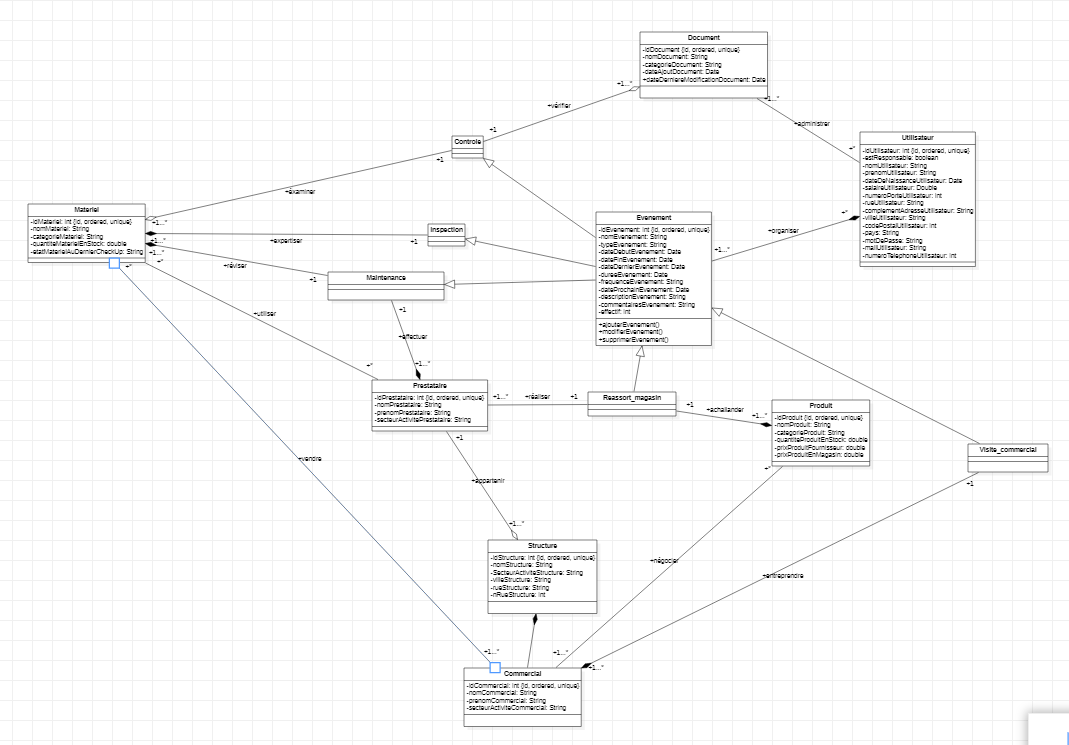 Document
-idDocument {id, ordered, unique}
-nomDocument: String
-categorieDocument: String
-dateAjoutDocument: Date
+dateDerniereModificationDocument: Date
+1...*
+vérifier
+1
+1...*
+administrer
+*
Controle
+1
+éxaminer
+1...*
Utilisateur
-idUtilisateur: int {id, ordered, unique}
-estResponsable: boolean
-nomUtilisateur: String
-prenomUtilisateur: String
-dateDeNaissanceUtilisateur: Date
-salaireUtilisateur: Double
-numeroPorteUtilisateur: int
-rueUtilisateur: String
-complementAdresseUtilisateur: String
-villeUtilisateur: String
-codePostalUtilisateur: int
-pays: String
-motDePasse: String
-mailUtilisateur: String
-numeroTelephoneUtilisateur: int
Materiel
-idMateriel: int {id, ordered, unique}
-nomMateriel: String
-categorieMateriel: String
-quantiteMaterielEnStock: double
-etatMaterielAuDernierCheckUp: String
+1...*
+1...*
+*
+*
Inspection
+1
+expertiser
Evenement
-idEvenement: int {id, ordered, unique}
-nomEvenement: String
-typeEvenement: String
-dateDebutEvenement: Date
-dateFinEvenement: Date
-dateDernierEvenement: Date
-dureeEvenement: Date
-frequenceEvenement: String
-dateProchainEvenement: Date
-descriptionEvenement: String
-commentairesEvenement: String
-effectif: int
+ajouterEvenement()
+modifierEvenement()
+supprimerEvenement()
+*
+organiser
+1...*
+réviser
+1
Maintenance
+1
+effectuer
+1...*
+utiliser
+*
Prestataire
-idPrestataire: int {id, ordered, unique}
-nomPrestataire: String
-prenomPrestataire: String
-secteurActivitePrestataire: String
+1...*
+réaliser
+1
Reassort_magasin
+1
+achalander
+1...*
Produit
-idProduit {id, ordered, unique}
-nomProduit: String
-categorieProduit: String
-quantiteProduitEnStock: double
-prixProduitFournisseur: double
-prixProduitEnMagasin: double
+*
Visite_commercial
+1
+1
+appartenir
+1...*
+vendre
Structure
-idStructure: int {id, ordered, unique}
-nomStructure: String
-SecteurActiviteStructure: String
-villeStructure: String
-rueStructure: String
-nRueStructure: int
+négocier
+entreprendre
+1...*
+1...*
+1...*
Commercial
-idCommercial: int {id, ordered, unique}
-nomCommercial: String
-prenomCommercial: String
-secteurActiviteCommercial: String